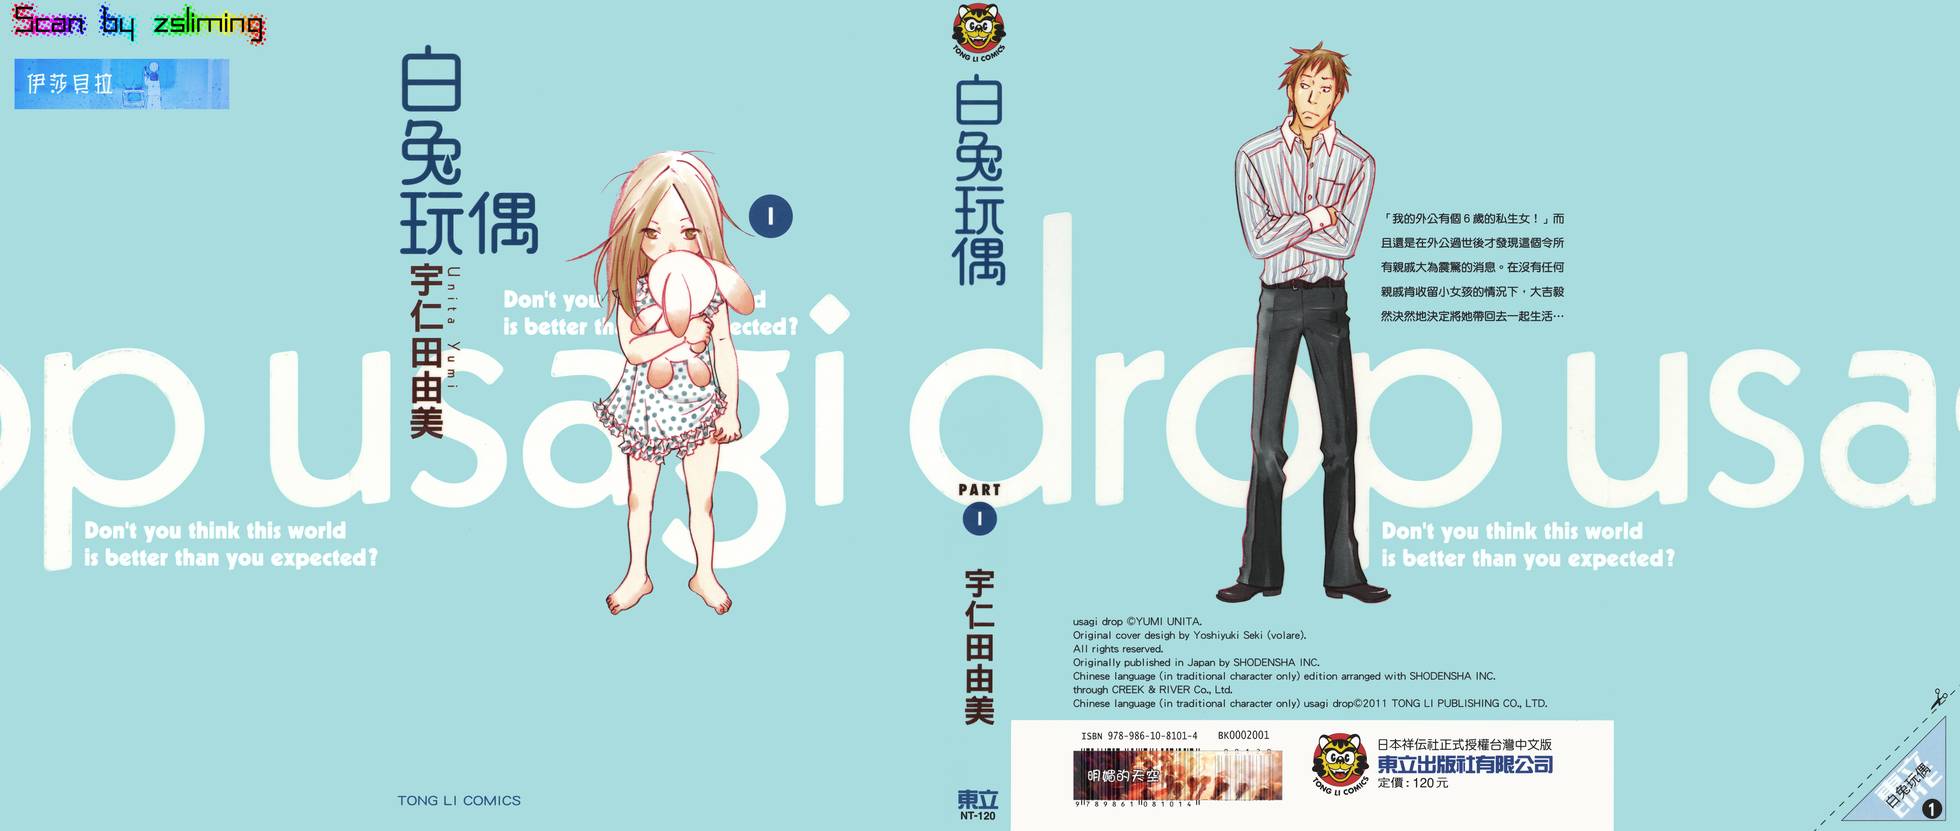 Scan by zsliming
伊莎貝拉
白兔玩偶
1
宇仁田由美
Unita Yumi
Don't you
d
is better th
ected?
op usagi drop usa
Don't you think this world
is better than you expected?
TONG LI COMICS
TONG LI COMICS
白兔玩偶
PART
1
宇仁田由美
東立
NT-120
「我的外公有個6歲的私生女！」而
且還是在外公過世後才發現這個令所
有親戚大為震驚的消息。在沒有任何
親戚肯收留小女孩的情況下，大吉毅
然決然地決定將她帶回去一起生活…
Don't you think this world
is better than you expected?
usagi drop ©YUMI UNITA.
Original cover desigh by Yoshiyuki Seki (volare).
All rights reserved.
Originally published in Japan by SHODENSHA INC.
Chinese language (in traditional character only) edition arranged with SHODENSHA INC.
through CREEK & RIVER Co., Ltd.
Chinese language (in traditional character only) usagi drop©2011 TONG LI PUBLISHING CO., LTD.
ISBN 978-986-10-8101-4 BK0002001
明媚的天空
9 789861 081014
TONG LI COMICS
日本祥伝社正式授權台灣中文版
東立出版社有限公司
定價：120元
白兔玩偶
1